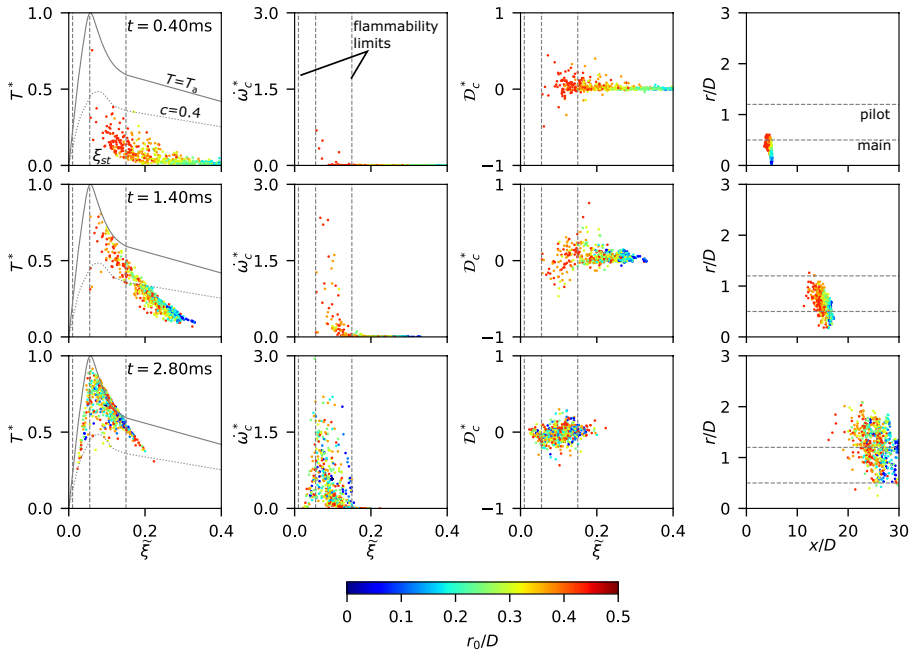 1.0
0.5
0.0
T*
t = 0.40ms
T=Tₐ
c=0.4
ξst
3.0
1.5
0.0
ω̇c*
flammability
limits
1
0
−1
𝒟c*
3
2
1
0
r/D
pilot
main
1.0
0.5
0.0
T*
t = 1.40ms
3.0
1.5
0.0
ω̇c*
1
0
−1
𝒟c*
3
2
1
0
r/D
1.0
0.5
0.0
T*
t = 2.80ms
0.0 0.2 0.4
ξ̃
3.0
1.5
0.0
ω̇c*
0.0 0.2 0.4
ξ̃
1
0
−1
𝒟c*
0.0 0.2 0.4
ξ̃
3
2
1
0
r/D
0 10 20 30
x/D
0 0.1 0.2 0.3 0.4 0.5
r₀/D